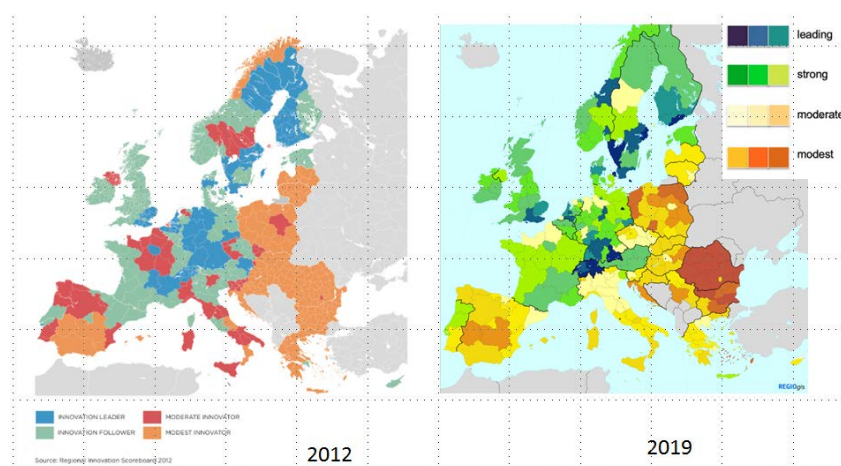 leading
strong
moderate
modest
REGIOgis
INNOVATION LEADER
MODERATE INNOVATOR
INNOVATION FOLLOWER
MODEST INNOVATOR
Source: Regional Innovation Scoreboard 2012
2012
2019